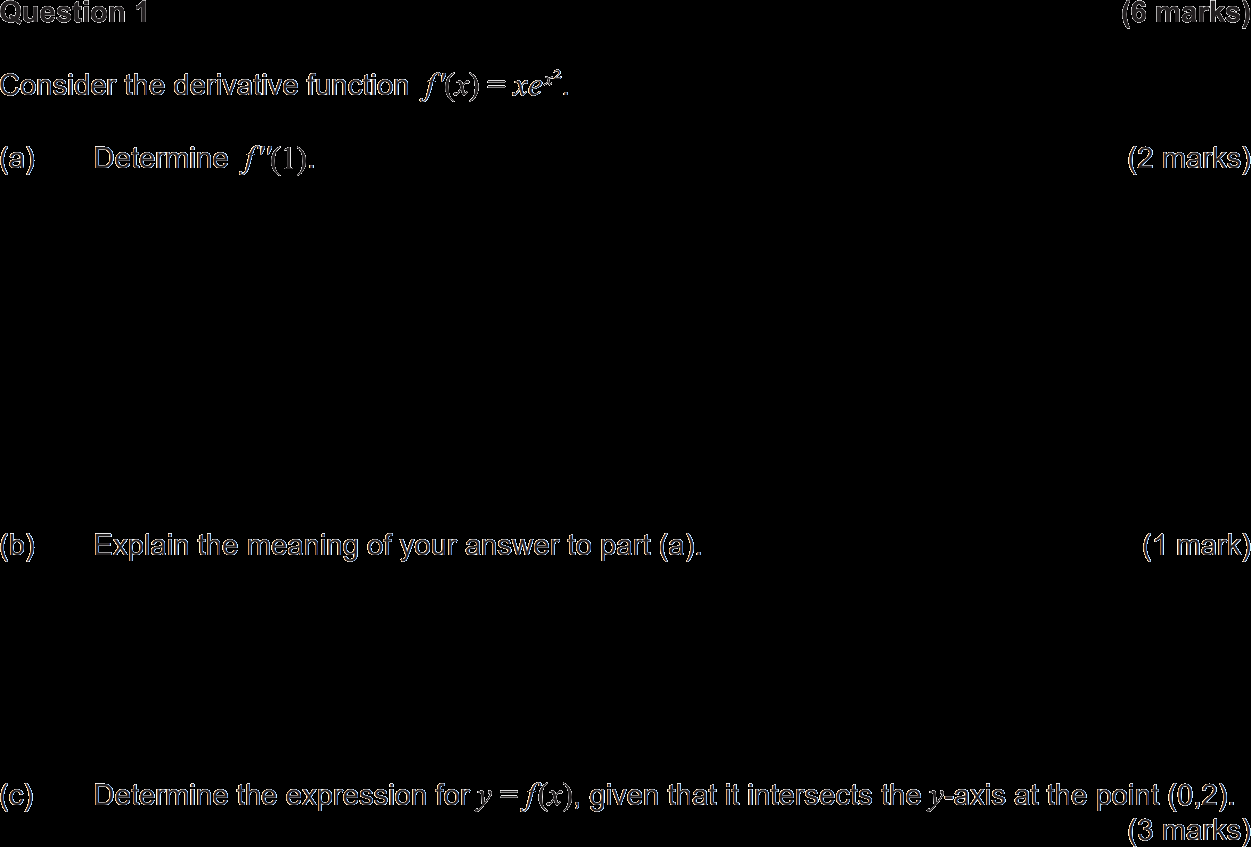 Question 1 (6 marks)
Consider the derivative function f'(x) = xe^{x^2}.
(a) Determine f''(1). (2 marks)
(b) Explain the meaning of your answer to part (a). (1 mark)
(c) Determine the expression for y = f(x), given that it intersects the y-axis at the point (0,2).
(3 marks)